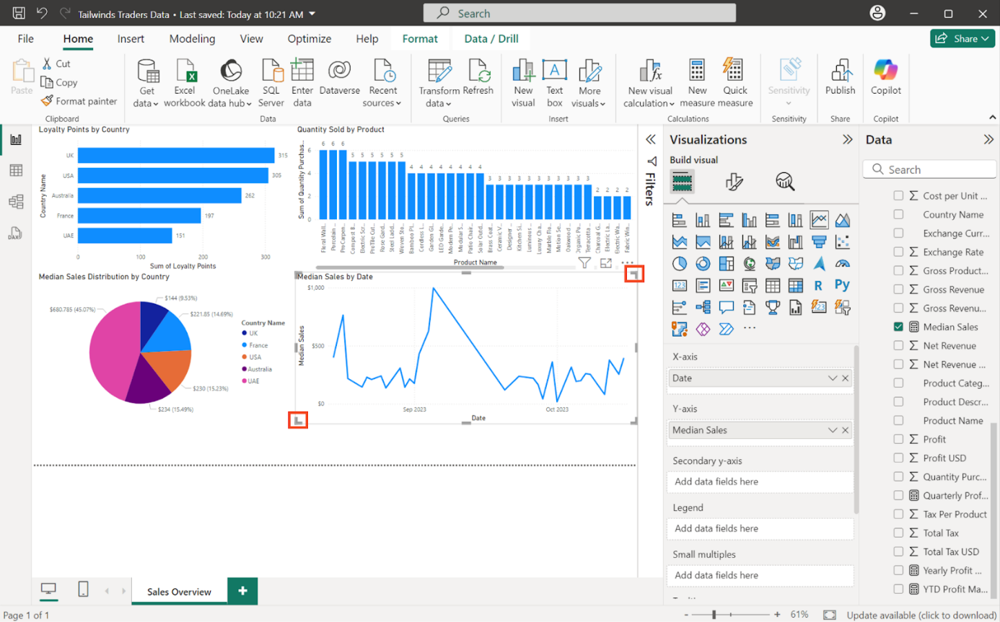 Tailwinds Traders Data • Last saved: Today at 10:21 AM
Search
File Home Insert Modeling View Optimize Help Format Data / Drill
Share
Paste
Cut
Copy
Format painter
Clipboard
Get data
Excel workbook
OneLake data hub
SQL Server
Enter data
Dataverse
Recent sources
Data
Transform data
Refresh
Queries
New visual
Text box
More visuals
Insert
New visual calculation
New measure
Quick measure
Calculations
Sensitivity
Sensitivity
Publish
Share
Copilot
Copilot
Loyalty Points by Country
Country Name
UK 315
USA 305
Australia 262
France 197
UAE 151
0 100 200 300
Sum of Loyalty Points
Quantity Sold by Product
Sum of Quantity Purchas...
6 4 2 0
6 6 6 5 5 5 5 5 5 4 4 4 4 4 4 4 4 3 3 3 3 3 3 3 3 3 3 3 2 2 2 2
Floral Wall...
Porcelain ...
ProCarpen...
Compost B...
Electric Scr...
ProTile Cut...
Rose Gard...
Steel Ladd...
Woven Sto...
Bamboo Pl...
Cordless L...
Garden Gl...
LED Garde...
Modern Pe...
Modular S...
Patio Chair...
Solar Outd...
Brass Coat...
Ceramic V...
Designer ...
Kitchen Si...
Luminous ...
Luxury Cha...
Marble Flo...
Motion Se...
Oakwood ...
Organic Po...
Terracotta ...
Charcoal G...
Electric La...
Electric Wa...
Fabric Win...
Product Name
Median Sales Distribution by Country
$144 (9.53%)
$221.85 (14.69%)
$230 (15.23%)
$234 (15.49%)
$680.785 (45.07%)
Country Name
UK
France
USA
Australia
UAE
Median Sales by Date
Median Sales
$1,000
$500
$0
Sep 2023 Oct 2023
Date
Filters
Visualizations
Build visual
X-axis
Date
Y-axis
Median Sales
Secondary y-axis
Add data fields here
Legend
Add data fields here
Small multiples
Add data fields here
Data
Search
Cost per Unit ...
Country Name
Exchange Curr...
Exchange Rate
Gross Product...
Gross Revenue
Gross Revenu...
Median Sales
Net Revenue
Net Revenue ...
Product Categ...
Product Descr...
Product Name
Profit
Profit USD
Quantity Purc...
Quarterly Prof...
Tax Per Product
Total Tax
Total Tax USD
Yearly Profit ...
YTD Profit Ma...
Sales Overview
Page 1 of 1
61%
Update available (click to download)